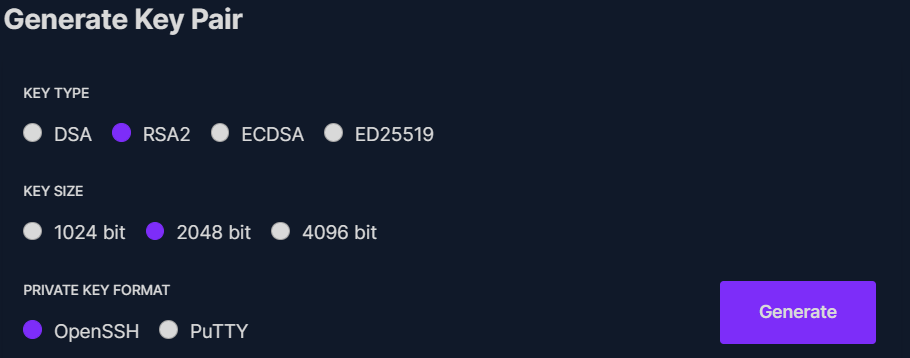 Generate Key Pair
KEY TYPE
DSA RSA2 ECDSA ED25519
KEY SIZE
1024 bit 2048 bit 4096 bit
PRIVATE KEY FORMAT
OpenSSH PuTTY
Generate